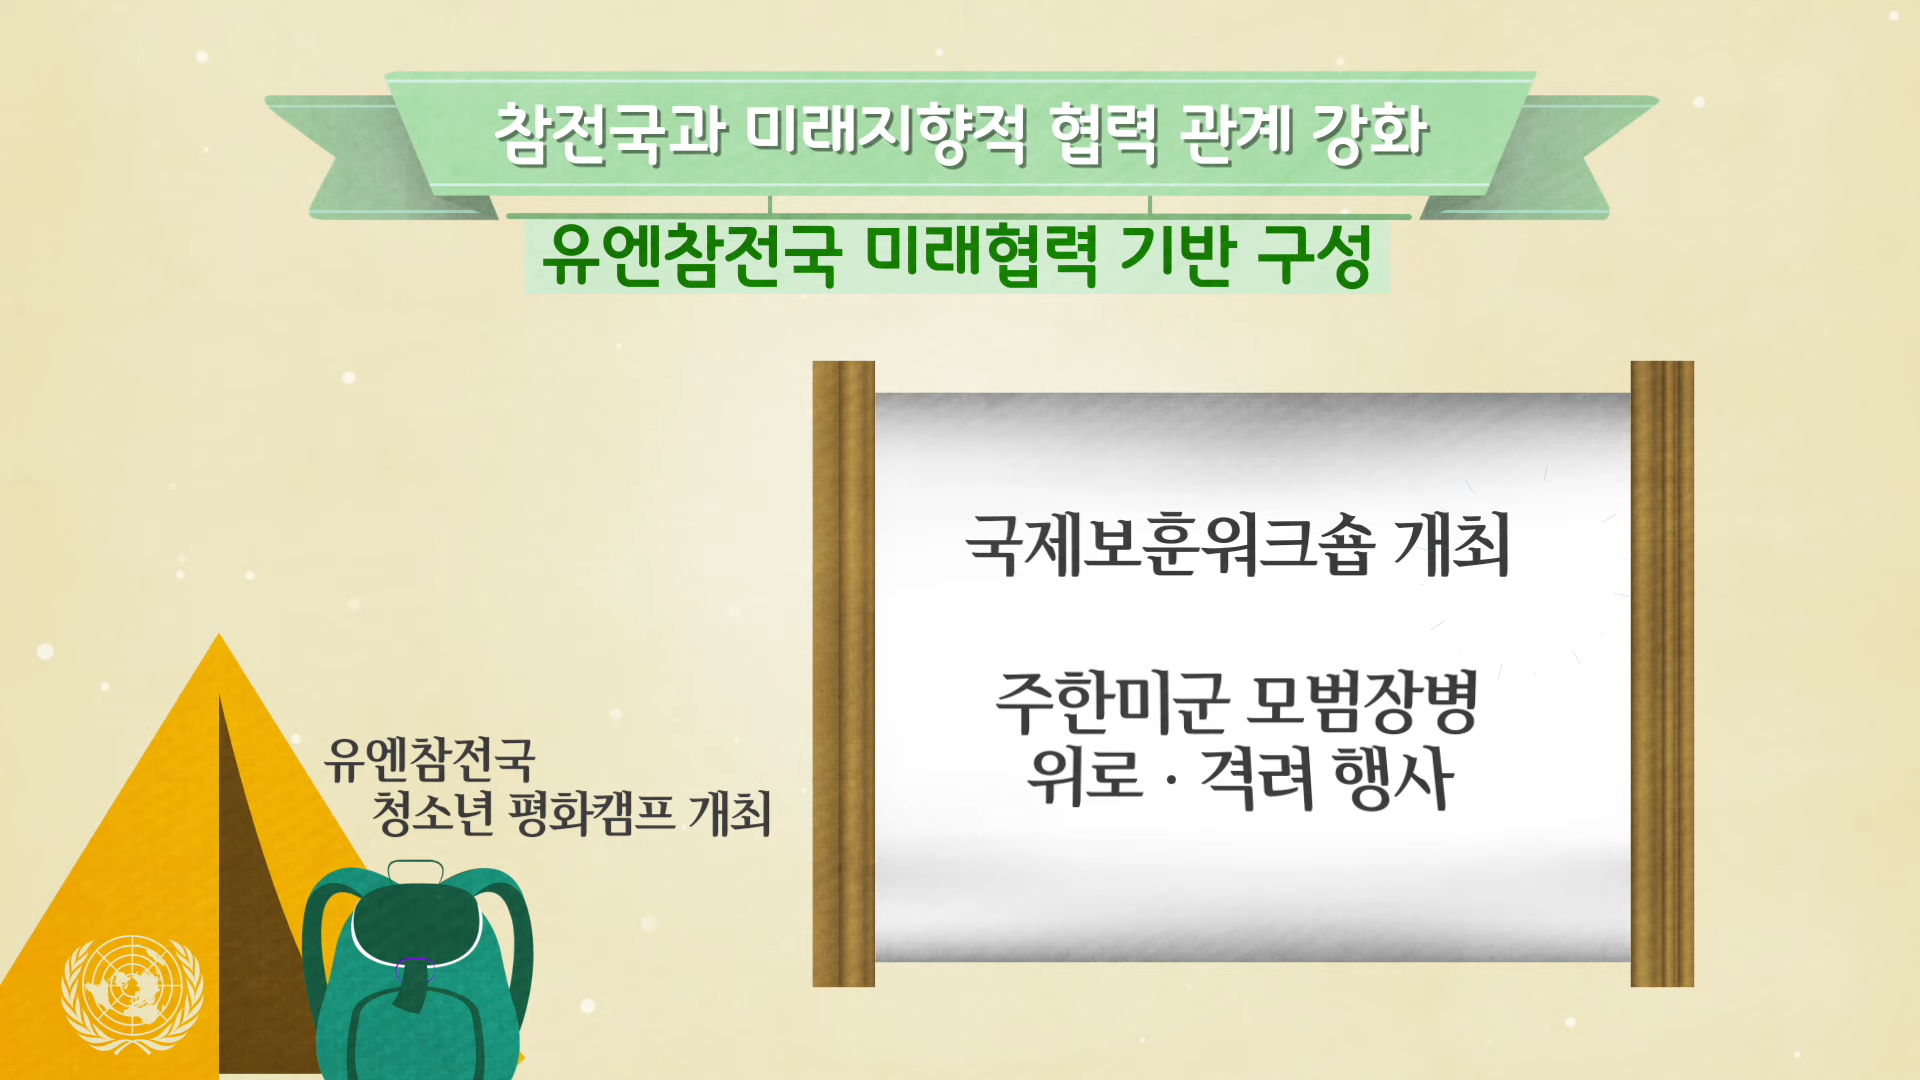 참전국과 미래지향적 협력 관계 강화
유엔참전국 미래협력 기반 구성
국제보훈워크숍 개최
주한미군 모범장병
위로 · 격려 행사
유엔참전국
청소년 평화캠프 개최